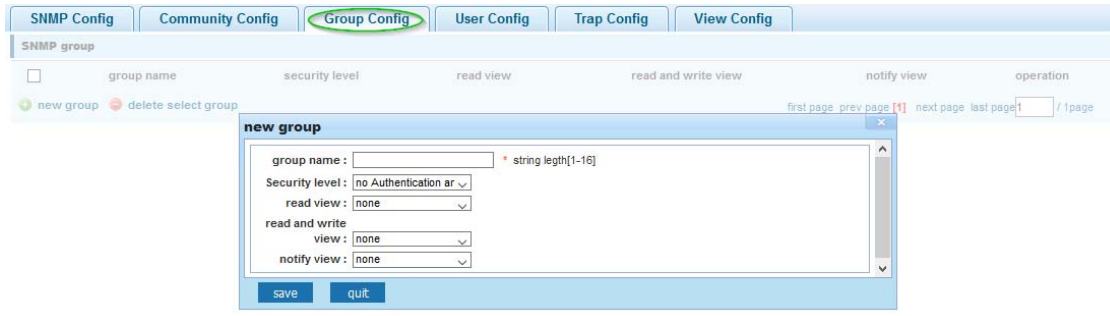 SNMP Config Community Config Group Config User Config Trap Config View Config
SNMP group
group name security level read view read and write view notify view operation
new group delete select group first page prev page [1] next page last page 1 / 1page
new group
group name : * string legth[1-16]
Security level : no Authentication ar
read view : none
read and write
view : none
notify view : none
save quit